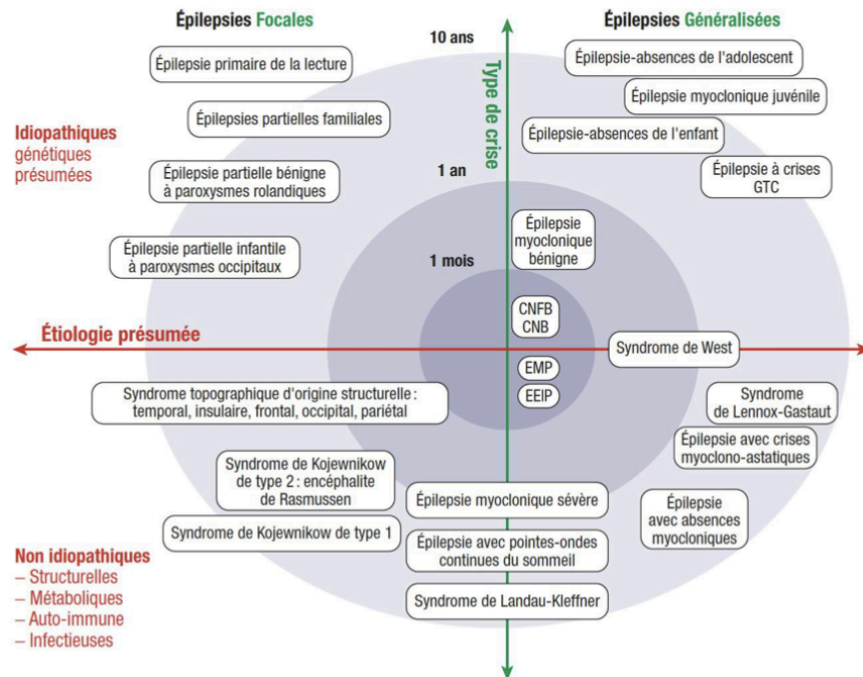 Épilepsies Focales
Épilepsies Généralisées
10 ans
Type de crise
Épilepsie primaire de la lecture
Épilepsie-absences de l'adolescent
Épilepsie myoclonique juvénile
Épilepsies partielles familiales
Épilepsie-absences de l'enfant
Idiopathiques
génétiques
présumées
1 an
Épilepsie partielle bénigne
à paroxysmes rolandiques
Épilepsie à crises
GTC
Épilepsie
myoclonique
bénigne
Épilepsie partielle infantile
à paroxysmes occipitaux
1 mois
CNFB
CNB
Étiologie présumée
Syndrome de West
EMP
EEIP
Syndrome topographique d'origine structurelle :
temporal, insulaire, frontal, occipital, pariétal
Syndrome
de Lennox-Gastaut
Épilepsie avec crises
myoclono-astatiques
Syndrome de Kojewnikow
de type 2 : encéphalite
de Rasmussen
Épilepsie myoclonique sévère
Épilepsie
avec absences
myocloniques
Syndrome de Kojewnikow de type 1
Épilepsie avec pointes-ondes
continues du sommeil
Non idiopathiques
– Structurelles
– Métaboliques
– Auto-immune
– Infectieuses
Syndrome de Landau-Kleffner